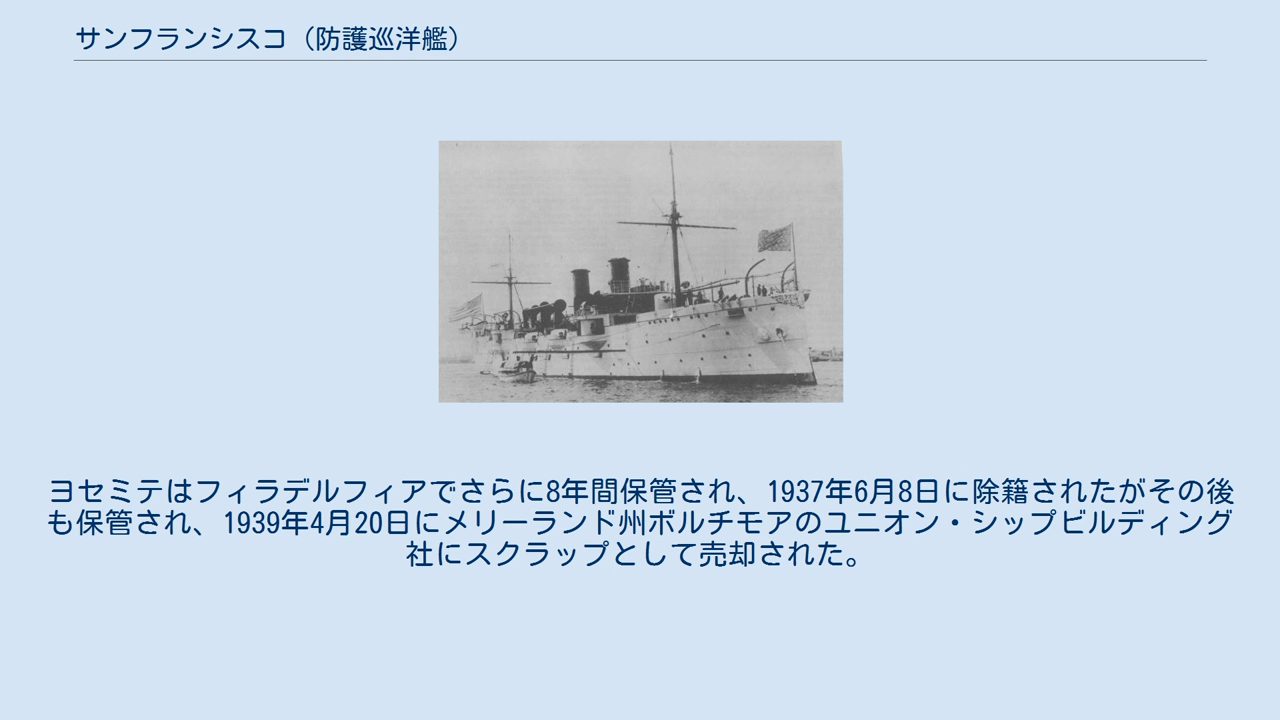 サンフランシスコ（防護巡洋艦）
ヨセミテはフィラデルフィアでさらに8年間保管され、1937年6月8日に除籍されたがその後
も保管され、1939年4月20日にメリーランド州ボルチモアのユニオン・シップビルディング
社にスクラップとして売却された。